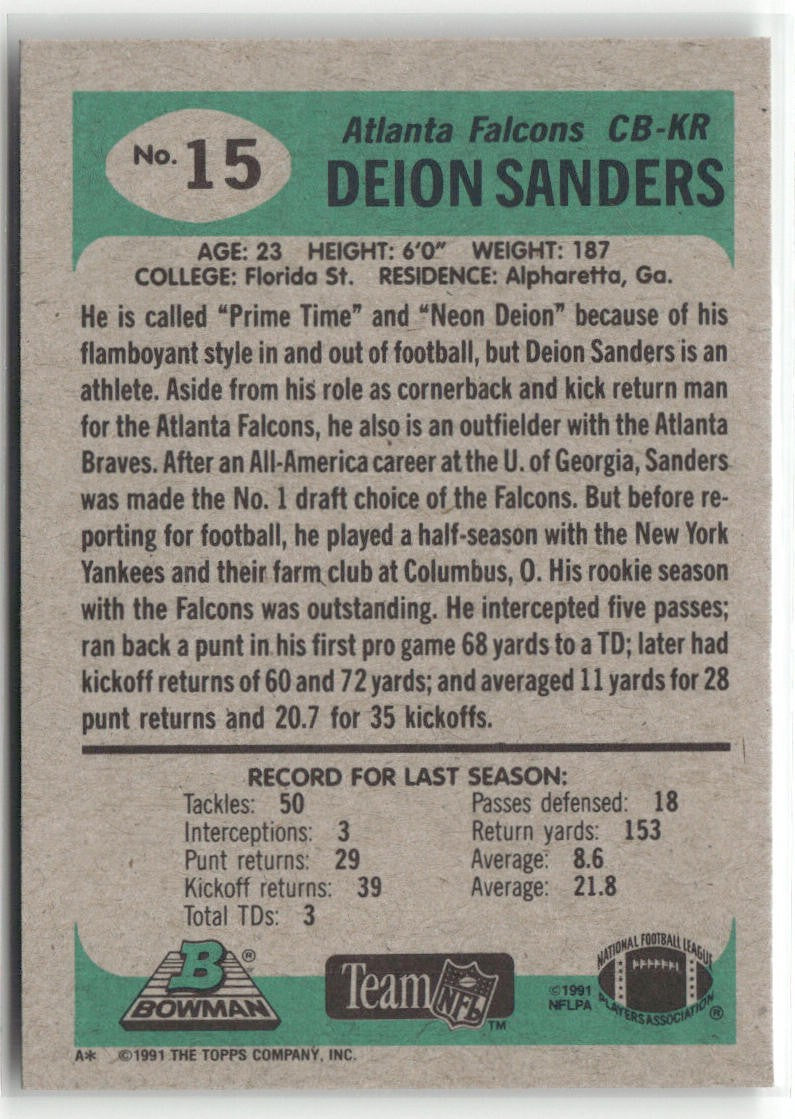 No. 15
Atlanta Falcons CB-KR
DEION SANDERS
AGE: 23 HEIGHT: 6'0" WEIGHT: 187
COLLEGE: Florida St. RESIDENCE: Alpharetta, Ga.
He is called “Prime Time” and “Neon Deion” because of his
flamboyant style in and out of football, but Deion Sanders is an
athlete. Aside from his role as cornerback and kick return man
for the Atlanta Falcons, he also is an outfielder with the Atlanta
Braves. After an All-America career at the U. of Georgia, Sanders
was made the No. 1 draft choice of the Falcons. But before re-
porting for football, he played a half-season with the New York
Yankees and their farm club at Columbus, O. His rookie season
with the Falcons was outstanding. He intercepted five passes;
ran back a punt in his first pro game 68 yards to a TD; later had
kickoff returns of 60 and 72 yards; and averaged 11 yards for 28
punt returns and 20.7 for 35 kickoffs.
RECORD FOR LAST SEASON:
Tackles: 50 Passes defensed: 18
Interceptions: 3 Return yards: 153
Punt returns: 29 Average: 8.6
Kickoff returns: 39 Average: 21.8
Total TDs: 3
B®
BOWMAN
Team NFL™
©1991
NFLPA
NATIONAL FOOTBALL LEAGUE
PLAYERS ASSOCIATION®
A* ©1991 THE TOPPS COMPANY, INC.